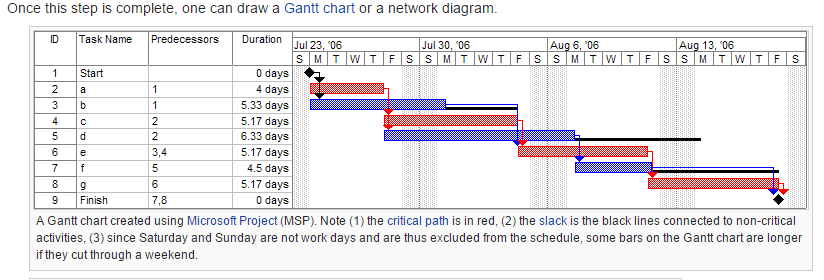 Once this step is complete, one can draw a Gantt chart or a network diagram.
ID Task Name Predecessors Duration Jul 23, '06 Jul 30, '06 Aug 6, '06 Aug 13, '06
S M T W T F S S M T W T F S S M T W T F S S M T W T F S
1 Start 0 days
2 a 1 4 days
3 b 1 5.33 days
4 c 2 5.17 days
5 d 2 6.33 days
6 e 3,4 5.17 days
7 f 5 4.5 days
8 g 6 5.17 days
9 Finish 7,8 0 days
A Gantt chart created using Microsoft Project (MSP). Note (1) the critical path is in red, (2) the slack is the black lines connected to non-critical
activities, (3) since Saturday and Sunday are not work days and are thus excluded from the schedule, some bars on the Gantt chart are longer
if they cut through a weekend.